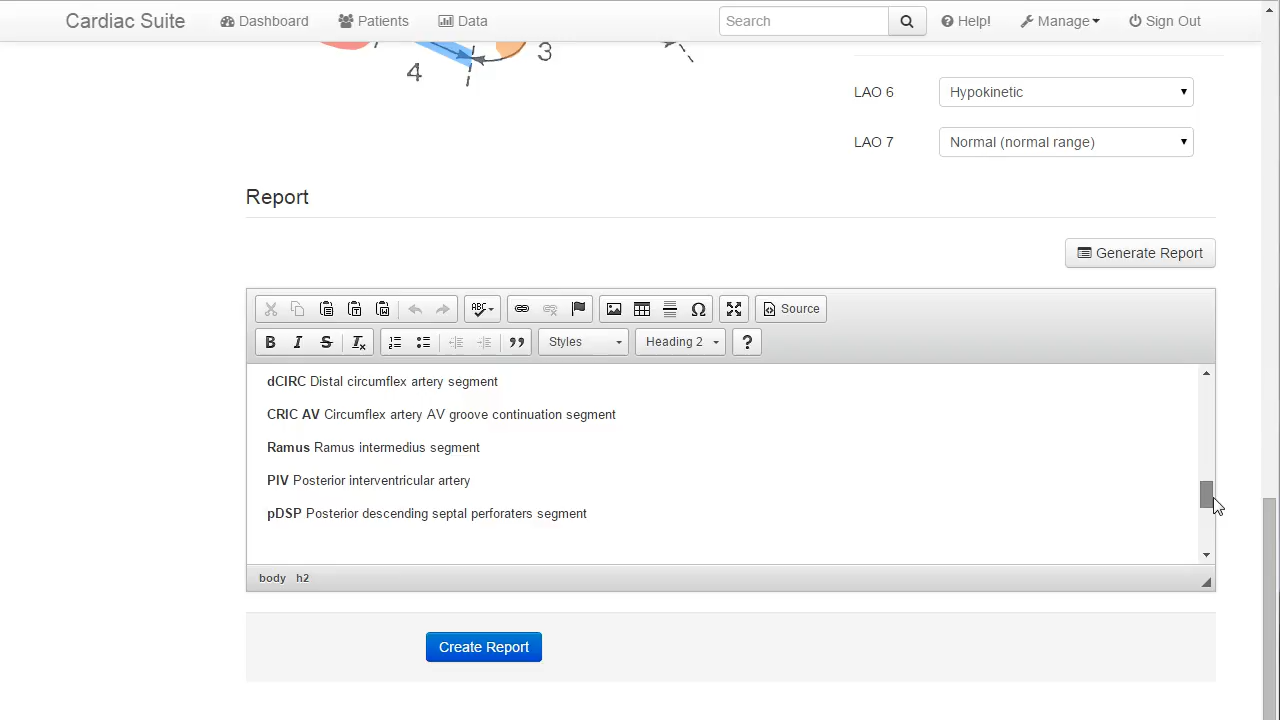 Cardiac Suite Dashboard Patients Data Search Help! Manage Sign Out
4 3
LAO 6 Hypokinetic
LAO 7 Normal (normal range)
Report
Generate Report
ABC Source
B I S Tx Styles Heading 2 ?
dCIRC Distal circumflex artery segment
CRIC AV Circumflex artery AV groove continuation segment
Ramus Ramus intermedius segment
PIV Posterior interventricular artery
pDSP Posterior descending septal perforaters segment
body h2
Create Report